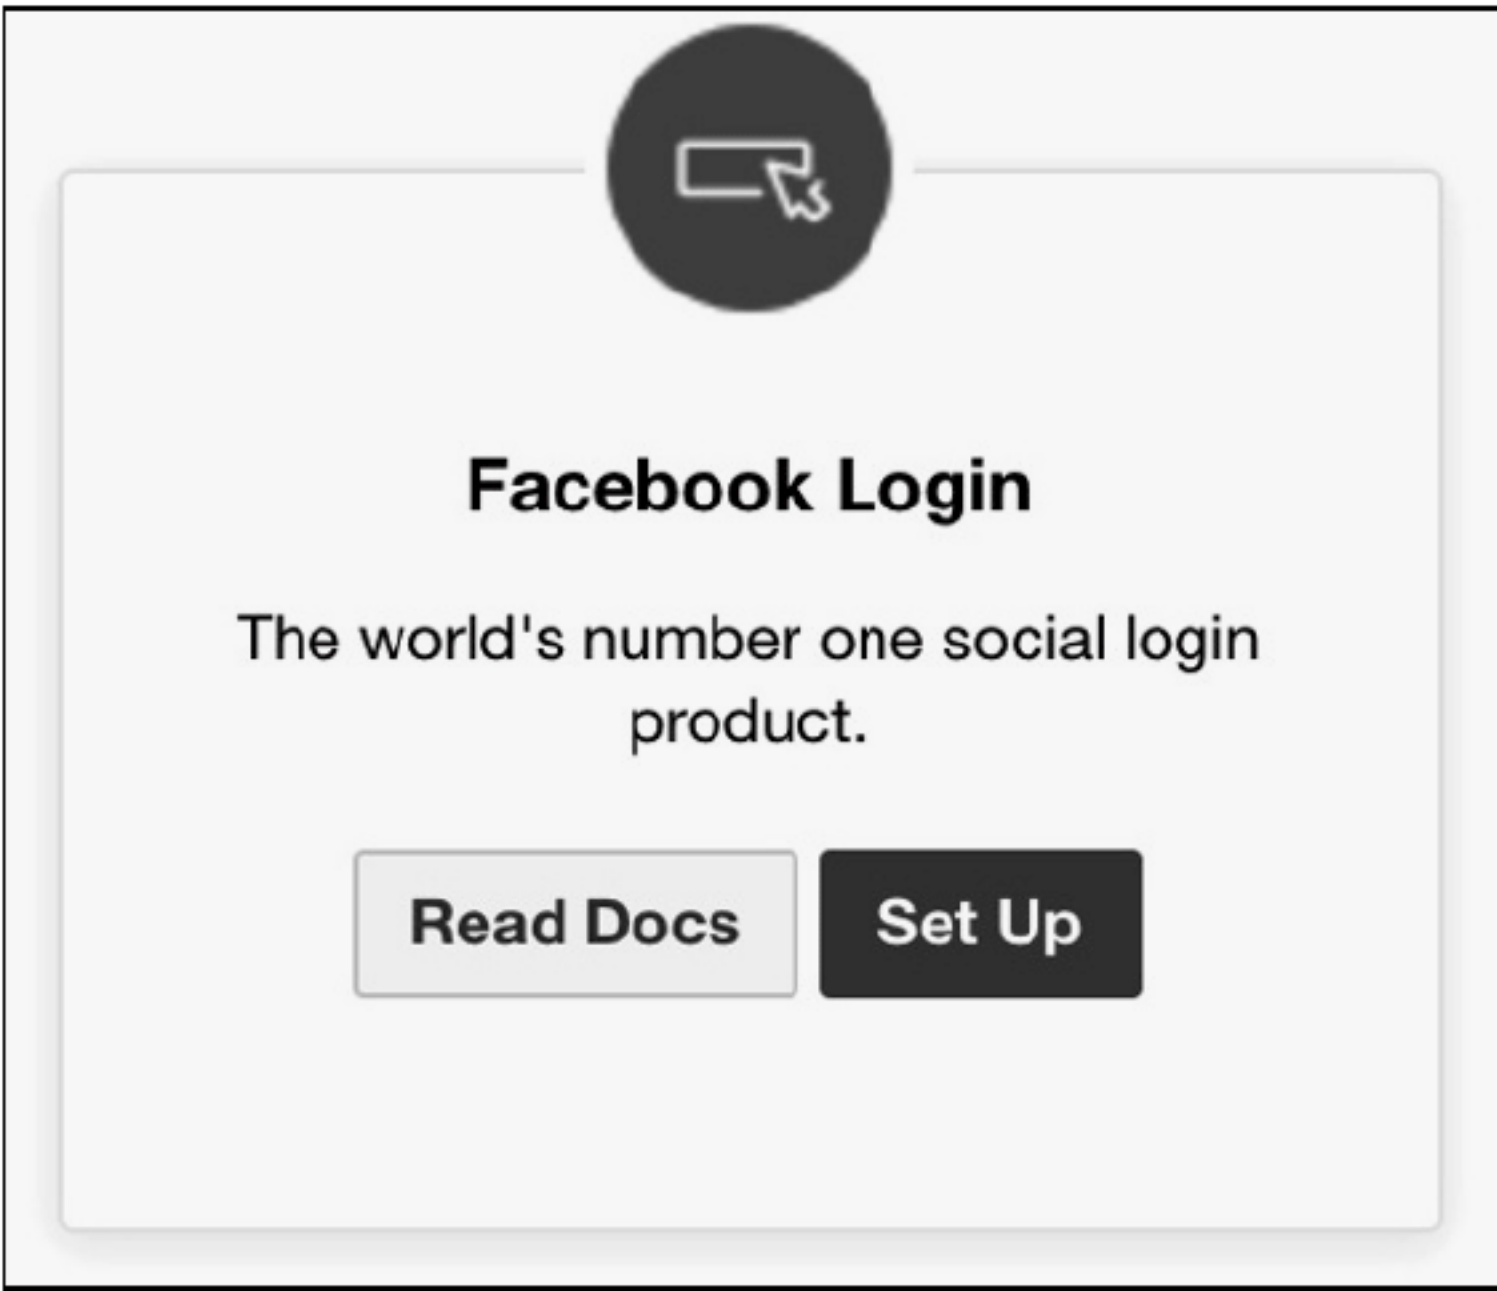 Facebook Login
The world's number one social login
product.
Read Docs
Set Up